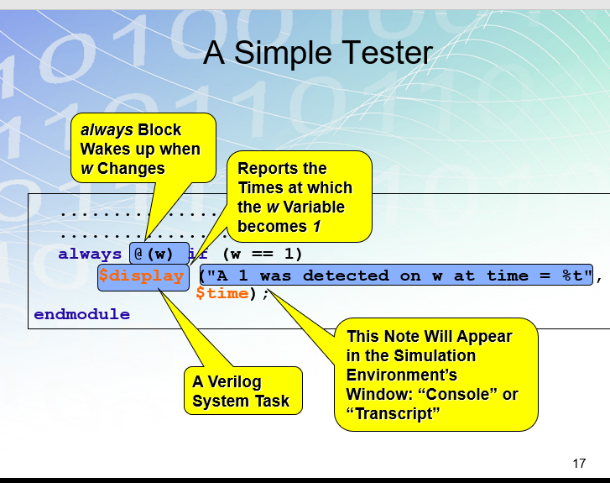 A Simple Tester
always Block
Wakes up when
w Changes
Reports the
Times at which
the w Variable
becomes 1
always @(w) if (w == 1)
$display ("A 1 was detected on w at time = %t",
$time);
endmodule
This Note Will Appear
in the Simulation
Environment's
Window: “Console” or
“Transcript”
A Verilog
System Task
17